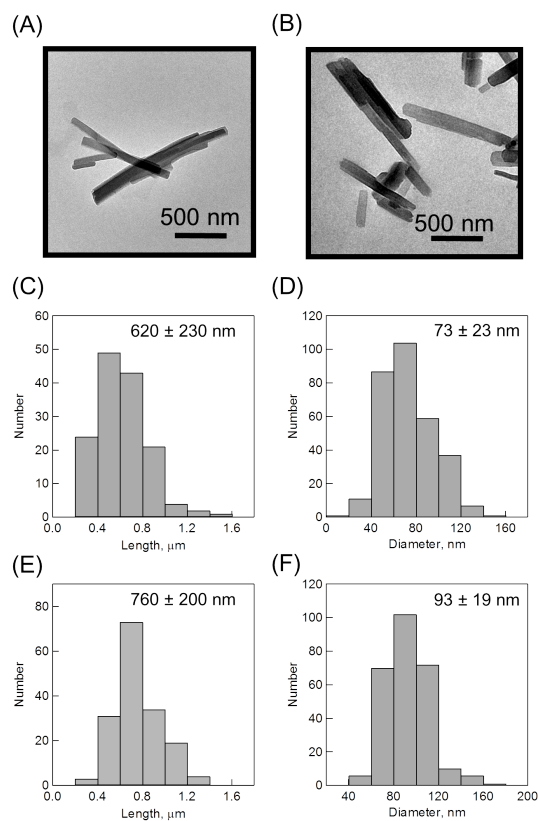 (A)
(B)
500 nm
500 nm
(C)
(D)
620 ± 230 nm
73 ± 23 nm
60
50
40
30
20
10
0
Number
0.0 0.4 0.8 1.2 1.6
Length, μm
120
100
80
60
40
20
0
Number
0 40 80 120 160
Diameter, nm
(E)
(F)
760 ± 200 nm
93 ± 19 nm
80
60
40
20
0
Number
0.0 0.4 0.8 1.2 1.6
Length, μm
120
100
80
60
40
20
0
Number
40 80 120 160 200
Diameter, nm